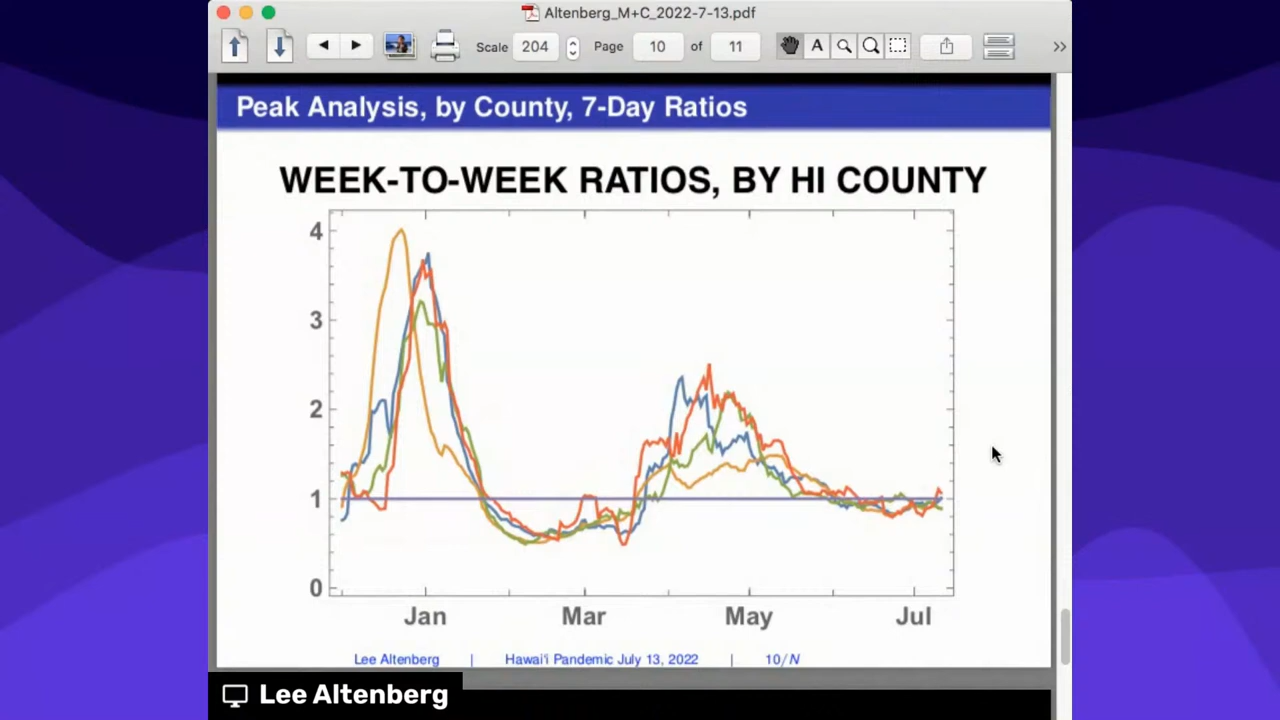 Altenberg_M+C_2022-7-13.pdf
Scale 204 Page 10 of 11
A
Peak Analysis, by County, 7-Day Ratios
WEEK-TO-WEEK RATIOS, BY HI COUNTY
4
3
2
1
0
Jan Mar May Jul
Lee Altenberg | Hawai'i Pandemic July 13, 2022 | 10/N
Lee Altenberg